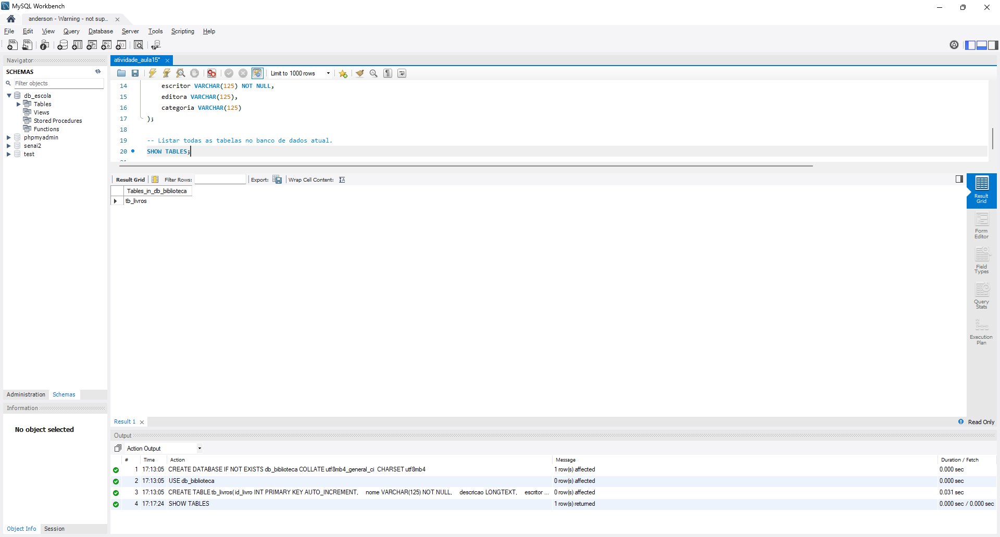 MySQL Workbench
anderson - Warning - not sup...
File Edit View Query Database Server Tools Scripting Help
Navigator
SCHEMAS
Filter objects
db_escola
Tables
Views
Stored Procedures
Functions
phpmyadmin
senai2
test
Administration Schemas
Information
No object selected
Object Info Session
atividade_aula15*
Limit to 1000 rows
14 escritor VARCHAR(125) NOT NULL,
15 editora VARCHAR(125),
16 categoria VARCHAR(125)
17 );
18
19 -- Listar todas as tabelas no banco de dados atual.
20 SHOW TABLES;
Result Grid Filter Rows: Export: Wrap Cell Content:
Tables_in_db_biblioteca
tb_livros
Result
Grid
Form
Editor
Field
Types
Query
Stats
Execution
Plan
Result 1
Read Only
Output
Action Output
# Time Action Message Duration / Fetch
1 17:13:05 CREATE DATABASE IF NOT EXISTS db_biblioteca COLLATE utf8mb4_general_ci CHARSET utf8mb4 1 row(s) affected 0.000 sec
2 17:13:05 USE db_biblioteca 0 row(s) affected 0.000 sec
3 17:13:05 CREATE TABLE tb_livros( id_livro INT PRIMARY KEY AUTO_INCREMENT, nome VARCHAR(125) NOT NULL, descricao LONGTEXT, escritor ... 0 row(s) affected 0.031 sec
4 17:17:24 SHOW TABLES 1 row(s) returned 0.000 sec / 0.000 sec